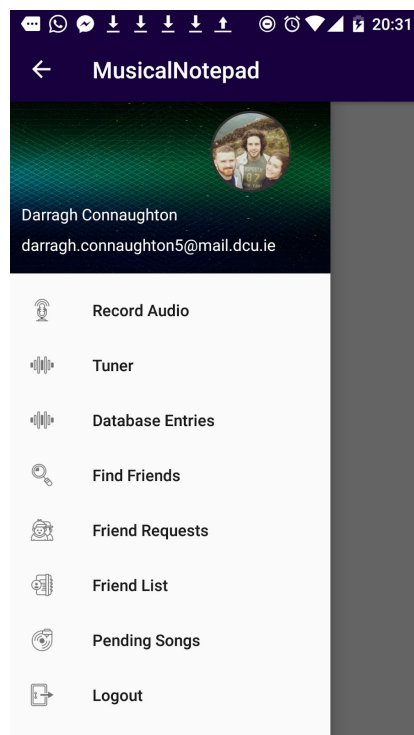 20:31
MusicalNotepad
Darragh Connaughton
darragh.connaughton5@mail.dcu.ie
Record Audio
Tuner
Database Entries
Find Friends
Friend Requests
Friend List
Pending Songs
Logout